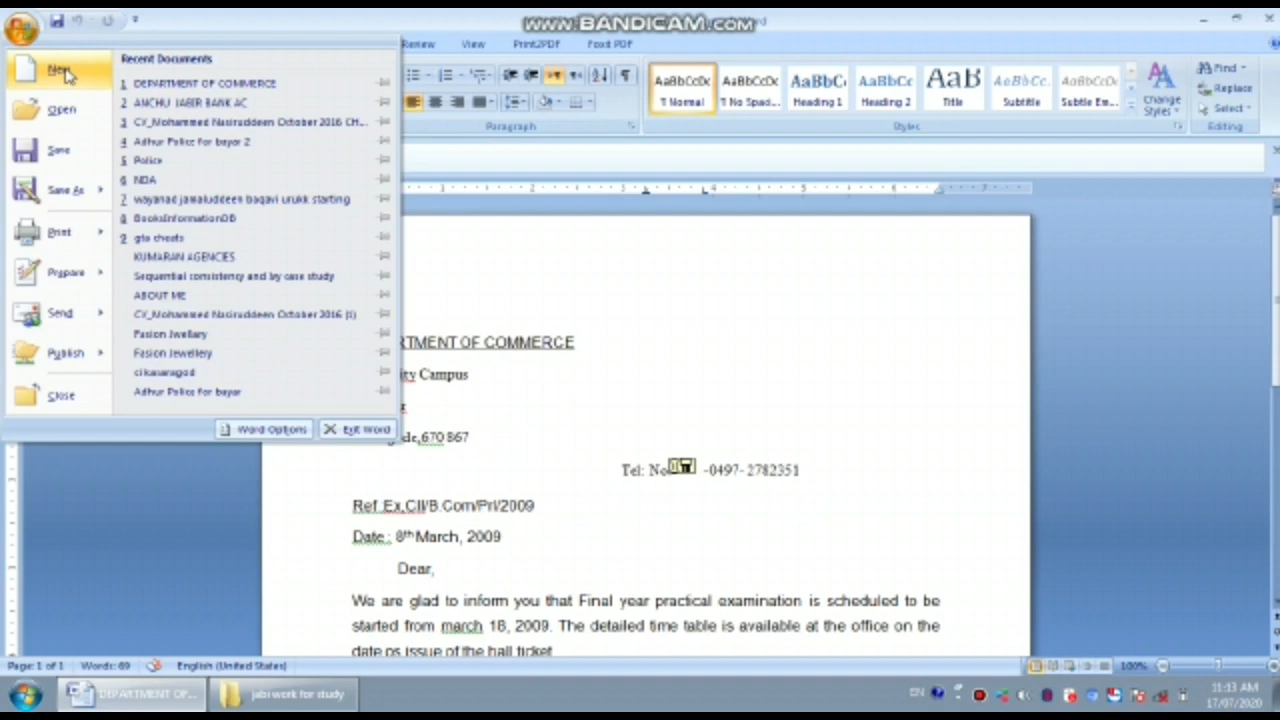 www.BANDICAM.com
Review View Print2PDF Foxit PDF
New
Open
Save
Save As
Print
Prepare
Send
Publish
Close
Recent Documents
1 DEPARTMENT OF COMMERCE
2 ANCHU JABIR BANK AC
3 CV_Mohammed Nasiruddeen October 2016 CH...
4 Adhur Police for bayar 2
5 Police
6 NDA
7 wayanad jamaluddeen baqavi urukk starting
8 BooksInformationDB
9 gta cheats
KUMARAN AGENCIES
Sequential consistency and ivy case study
ABOUT ME
CV_Mohammed Nasiruddeen October 2016 (I)
Fasion Jwellary
Fasion Jewellery
ci kasaragod
Adhur Police for bayar
Word Options Exit Word
AaBbCcDc AaBbCcDc AaBbC AaBbCc AaB AaBbCc. AaBbCcDc
¶ Normal ¶ No Spaci... Heading 1 Heading 2 Title Subtitle Subtle Em...
Change Styles
Find
Replace
Select
Paragraph Styles Editing
1 2 3 4 5 6 7
RTMENT OF COMMERCE
ity Campus
de,670 867
Tel: No -0497- 2782351
Ref :Ex,CII/B.Com/Prl/2009
Date : 8th March, 2009
Dear,
We are glad to inform you that Final year practical examination is scheduled to be
started from march 18, 2009. The detailed time table is available at the office on the
date os issue of the hall ticket
Page: 1 of 1 Words: 69 English (United States) 100%
DEPARTMENT OF... jabi work for study EN 11:13 AM
17/07/2020